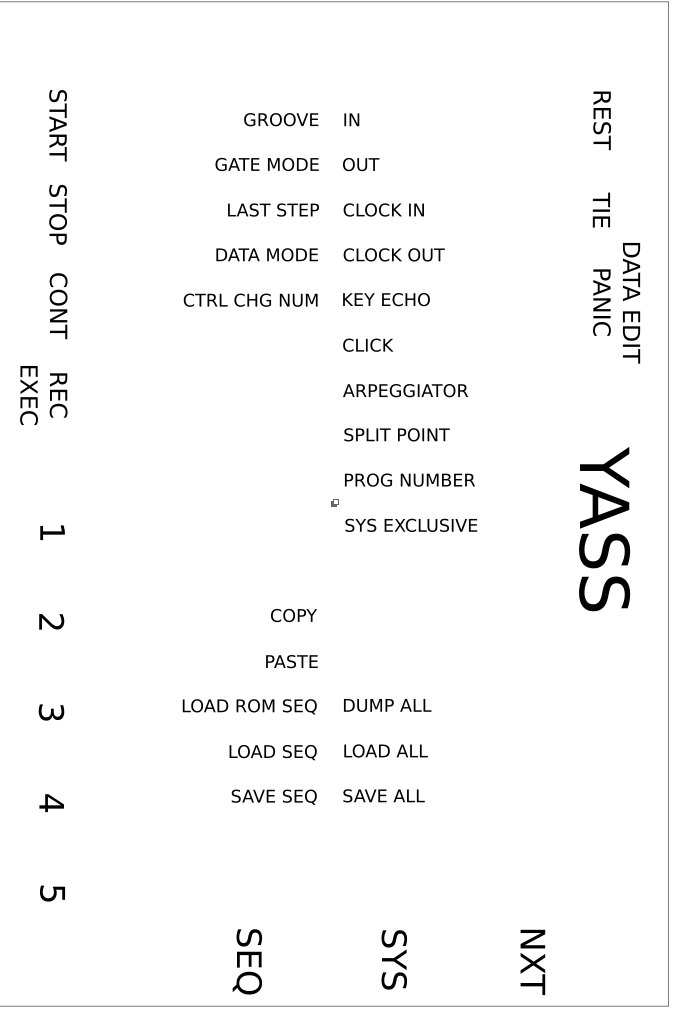 START STOP CONT REC
EXEC
1 2 3 4 5
GROOVE IN
GATE MODE OUT
LAST STEP CLOCK IN
DATA MODE CLOCK OUT
CTRL CHG NUM KEY ECHO
CLICK
ARPEGGIATOR
SPLIT POINT
PROG NUMBER
SYS EXCLUSIVE
COPY
PASTE
LOAD ROM SEQ DUMP ALL
LOAD SEQ LOAD ALL
SAVE SEQ SAVE ALL
REST TIE PANIC
DATA EDIT
YASS
SEQ SYS NXT